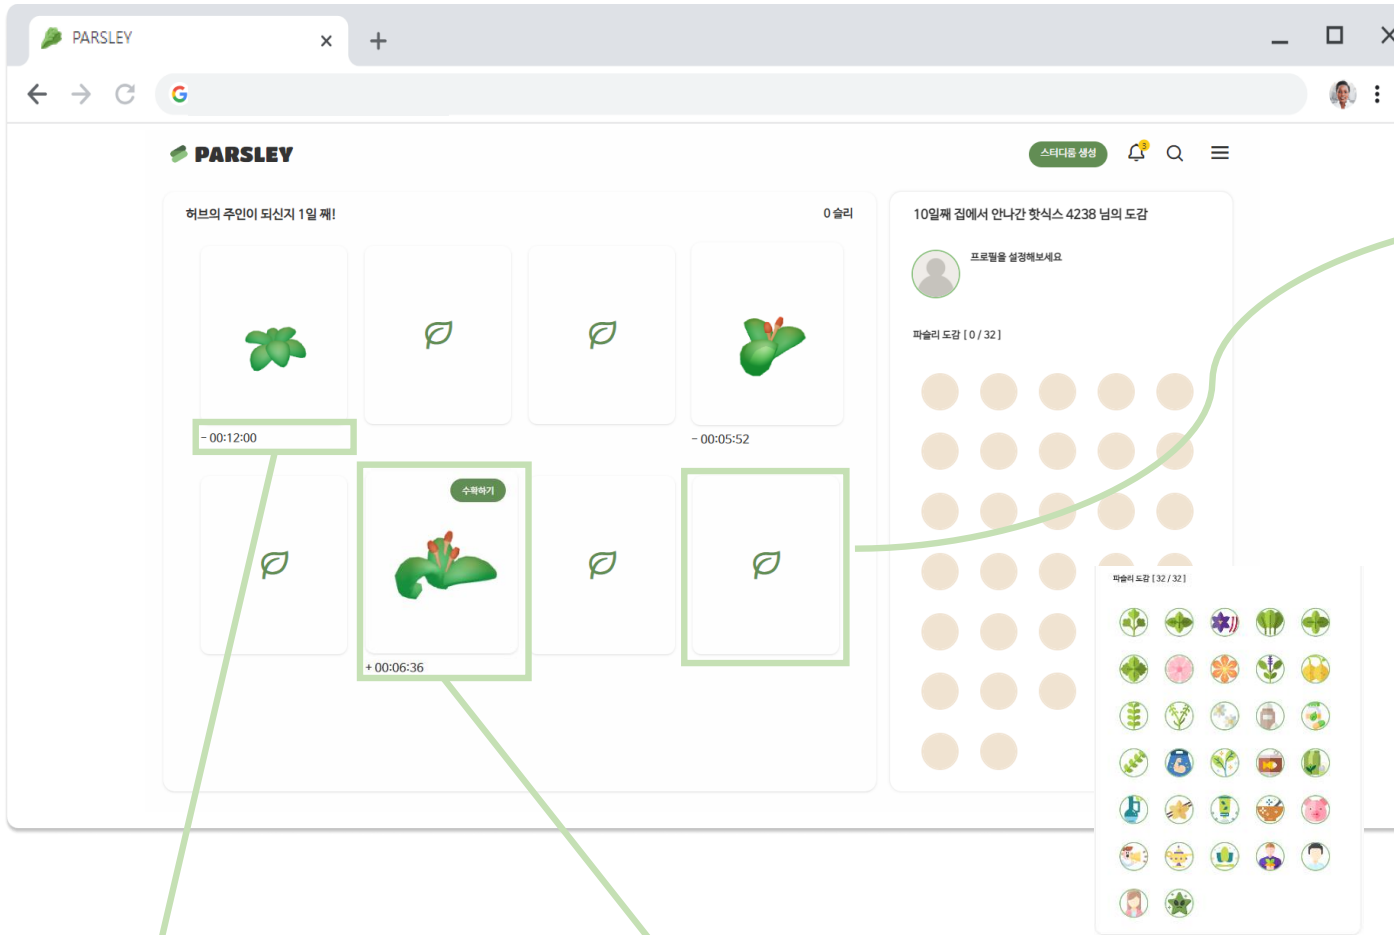 PARSLEY
PARSLEY
스터디룸 생성
3
허브의 주인이 되신지 1일 째!
0 슬리
10일째 집에서 안나간 핫식스 4238 님의 도감
프로필을 설정해보세요
파슬리 도감 [ 0 / 32 ]
- 00:12:00
- 00:05:52
수확하기
+ 00:06:36
파슬리 도감 [ 32 / 32 ]